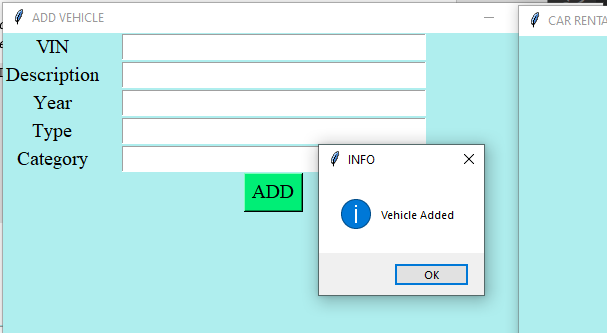 ADD VEHICLE
CAR RENTA
VIN
Description
Year
Type
Category
ADD
INFO
Vehicle Added
OK